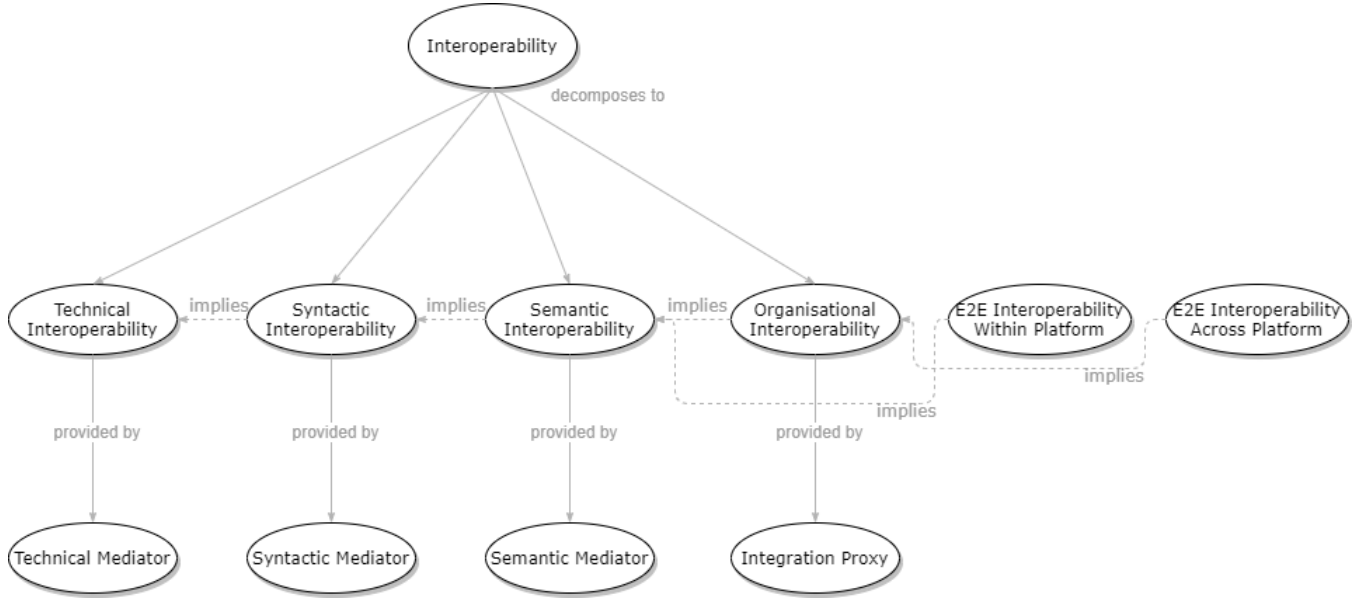 Interoperability
decomposes to
Technical
Interoperability
implies
Syntactic
Interoperability
implies
Semantic
Interoperability
implies
Organisational
Interoperability
E2E Interoperability
Within Platform
E2E Interoperability
Across Platform
implies
implies
provided by
provided by
provided by
provided by
Technical Mediator
Syntactic Mediator
Semantic Mediator
Integration Proxy